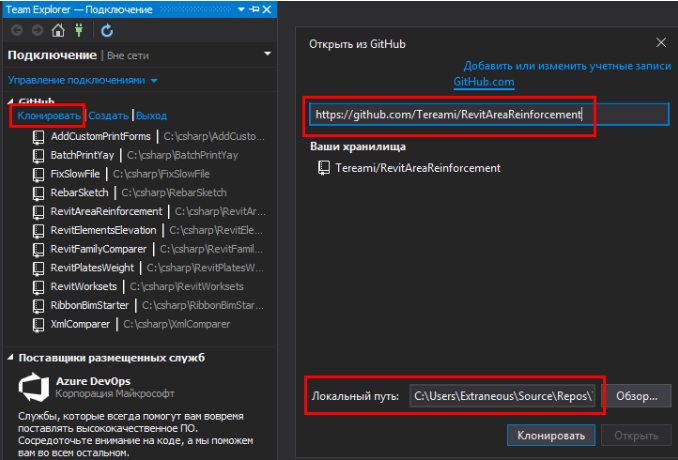 Team Explorer — Подключение
Подключение | Вне сети
Управление подключениями
GitHub
Клонировать | Создать | Выход
AddCustomPrintForms | C:\csharp\AddCusto...
BatchPrintYay | C:\csharp\BatchPrintYay
FixSlowFile | C:\csharp\FixSlowFile
RebarSketch | C:\csharp\RebarSketch
RevitAreaReinforcement | C:\csharp\RevitAr...
RevitElementsElevation | C:\csharp\RevitEle...
RevitFamilyComparer | C:\csharp\RevitFamil...
RevitPlatesWeight | C:\csharp\RevitPlatesW...
RevitWorksets | C:\csharp\RevitWorksets
RibbonBimStarter | C:\csharp\RibbonBimStar...
XmlComparer | C:\csharp\XmlComparer
Поставщики размещенных служб
Azure DevOps
Корпорация Майкрософт
Службы, которые всегда помогут вам вовремя
поставлять высококачественное ПО.
Сосредоточьте внимание на коде, а мы поможем
вам во всем остальном.
Открыть из GitHub
Добавить или изменить учетные записи
GitHub.com
https://github.com/Tereami/RevitAreaReinforcement
Ваши хранилища
Tereami/RevitAreaReinforcement
Локальный путь: C:\Users\Extraneous\Source\Repos\ Обзор...
Клонировать Открыть